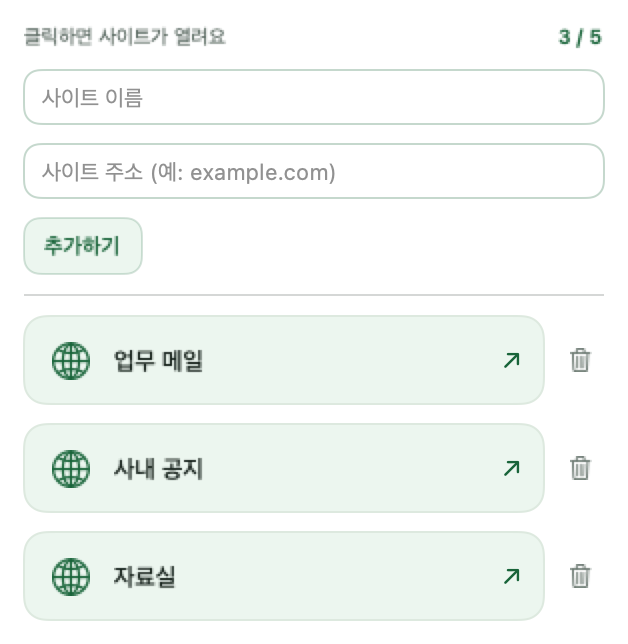 클릭하면 사이트가 열려요
3 / 5
사이트 이름
사이트 주소 (예: example.com)
추가하기
업무 메일
사내 공지
자료실